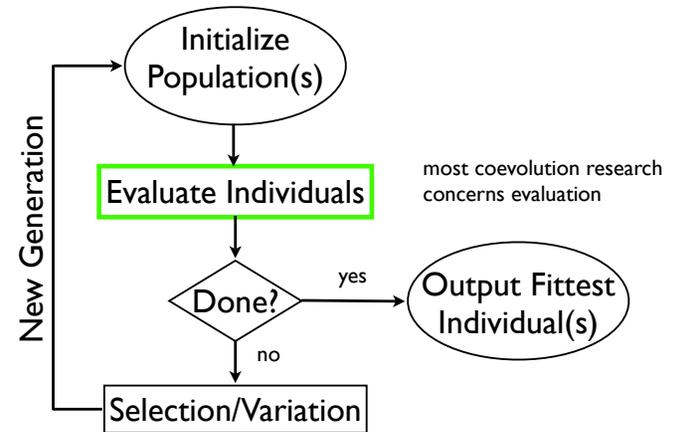 Initialize
Population(s)
New Generation
Evaluate Individuals
most coevolution research
concerns evaluation
Done?
yes
Output Fittest
Individual(s)
no
Selection/Variation